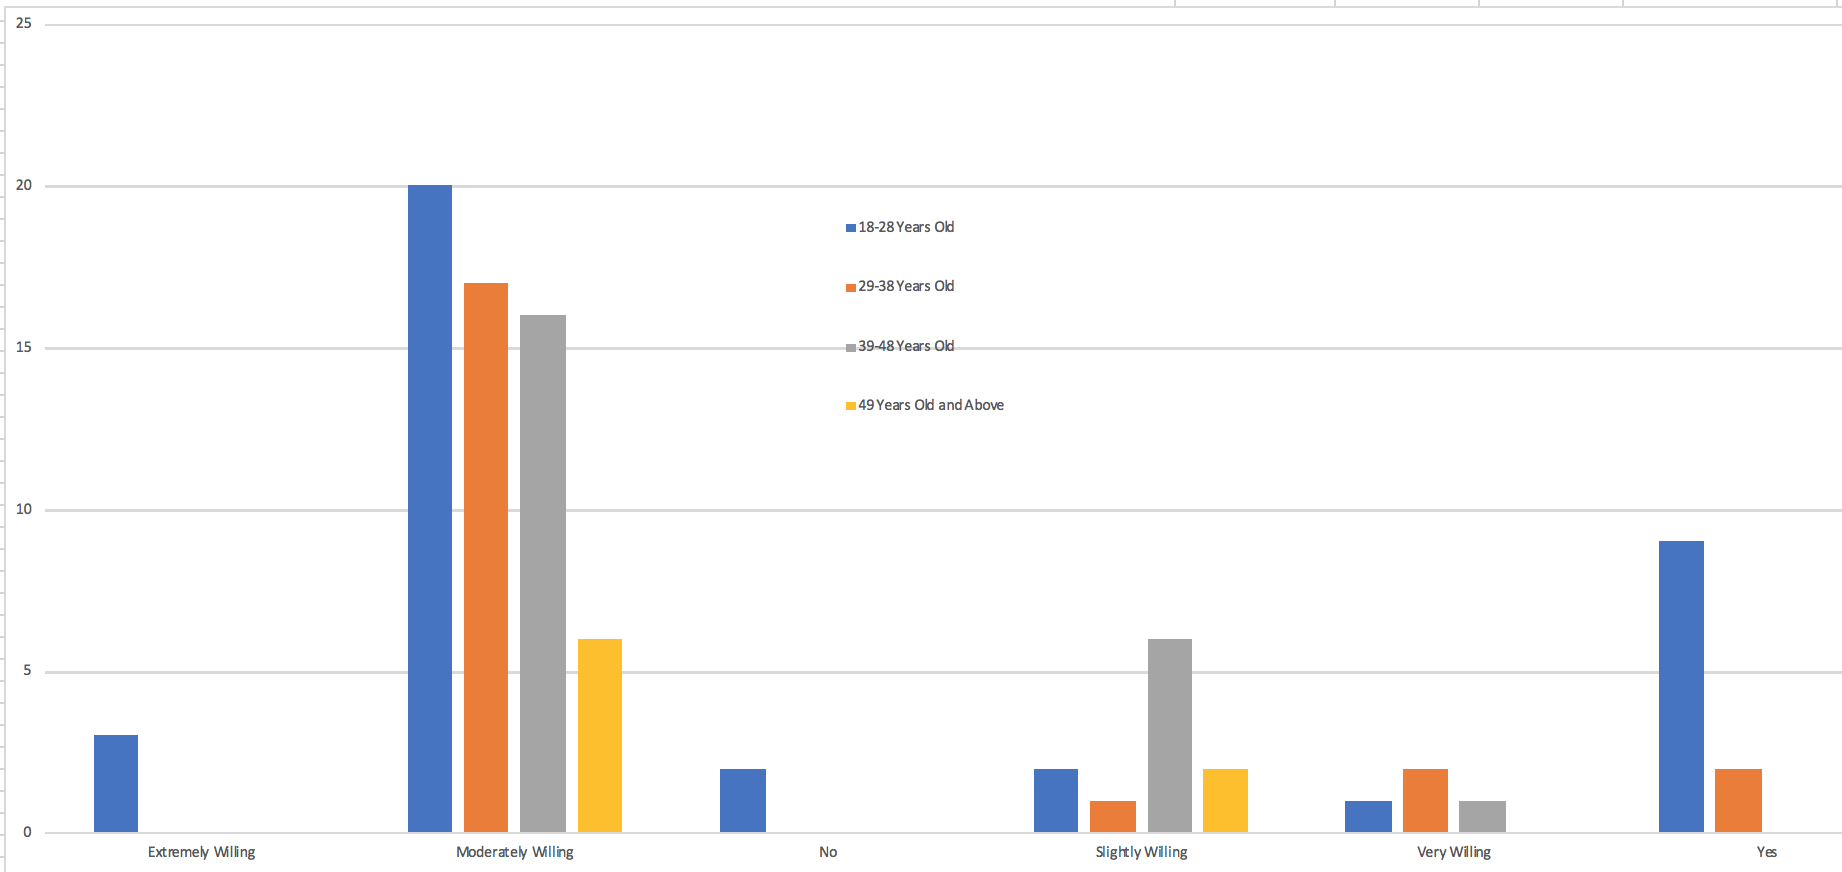 25
20
15
10
5
0
18-28 Years Old
29-38 Years Old
39-48 Years Old
49 Years Old and Above
Extremely Willing
Moderately Willing
No
Slightly Willing
Very Willing
Yes